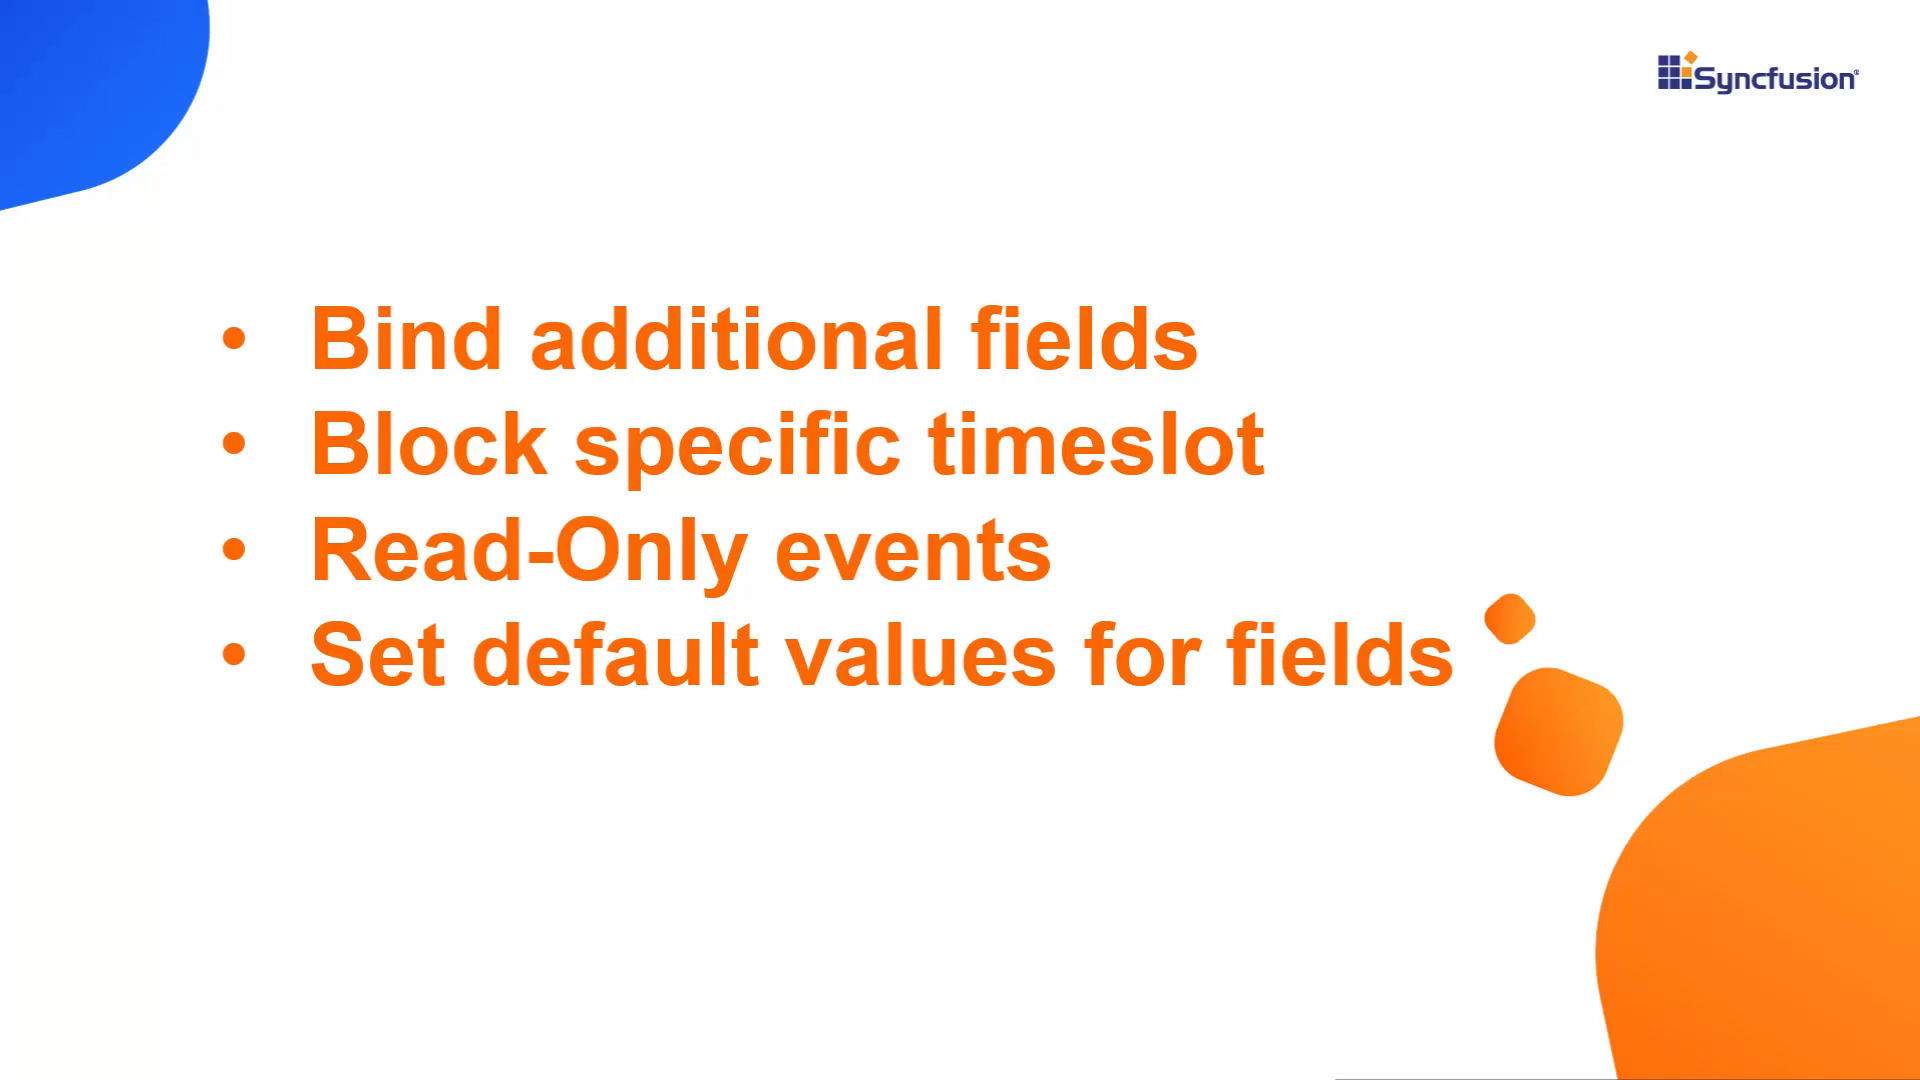 Syncfusion®
• Bind additional fields
• Block specific timeslot
• Read-Only events
• Set default values for fields